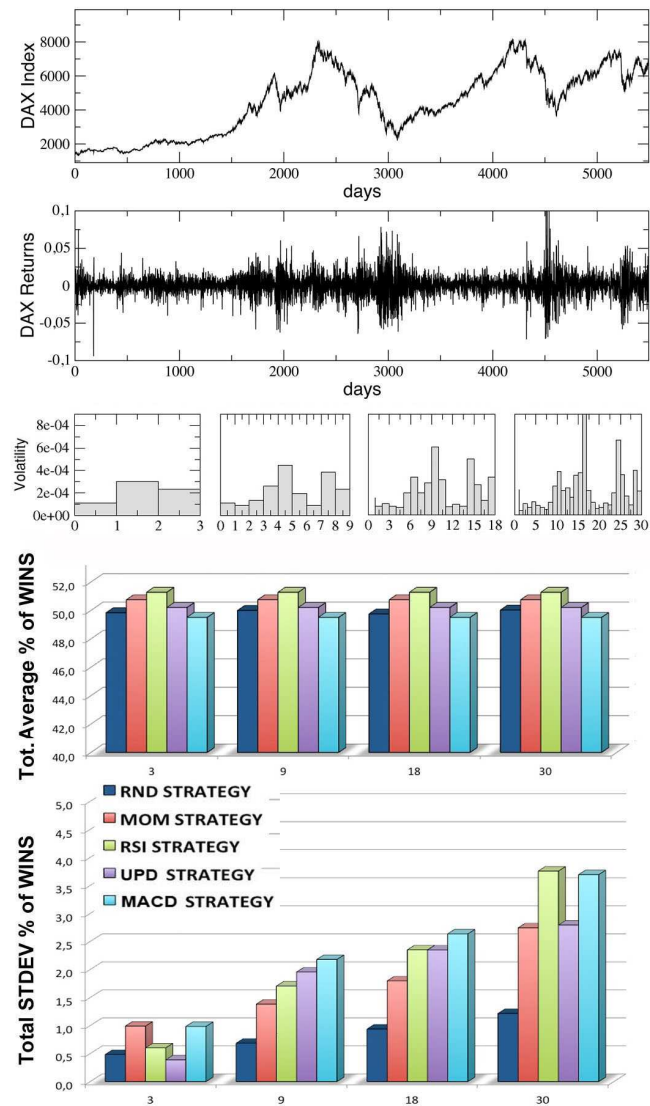 DAX Index
8000
6000
4000
2000
0 1000 2000 3000 4000 5000
days
DAX Returns
0,1
0,05
0
-0,05
-0,1
0 1000 2000 3000 4000 5000
days
Volatility
8e-04
6e-04
4e-04
2e-04
0e+00
0 1 2 3
0 1 2 3 4 5 6 7 8 9
0 3 6 9 12 15 18
0 5 10 15 20 25 30
Tot. Average % of WINS
52,0
50,0
48,0
46,0
44,0
42,0
40,0
3 9 18 30
RND STRATEGY
MOM STRATEGY
RSI STRATEGY
UPD STRATEGY
MACD STRATEGY
Total STDEV % of WINS
5,0
4,5
4,0
3,5
3,0
2,5
2,0
1,5
1,0
0,5
0,0
3 9 18 30